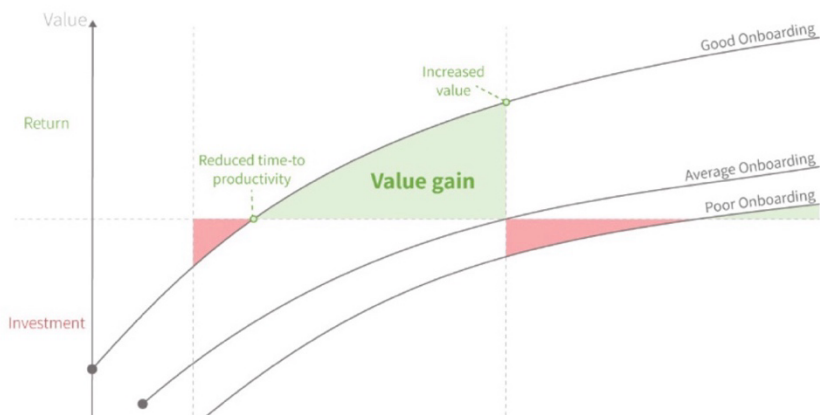 Value
Good Onboarding
Increased
value
Return
Reduced time-to
productivity
Value gain
Average Onboarding
Poor Onboarding
Investment